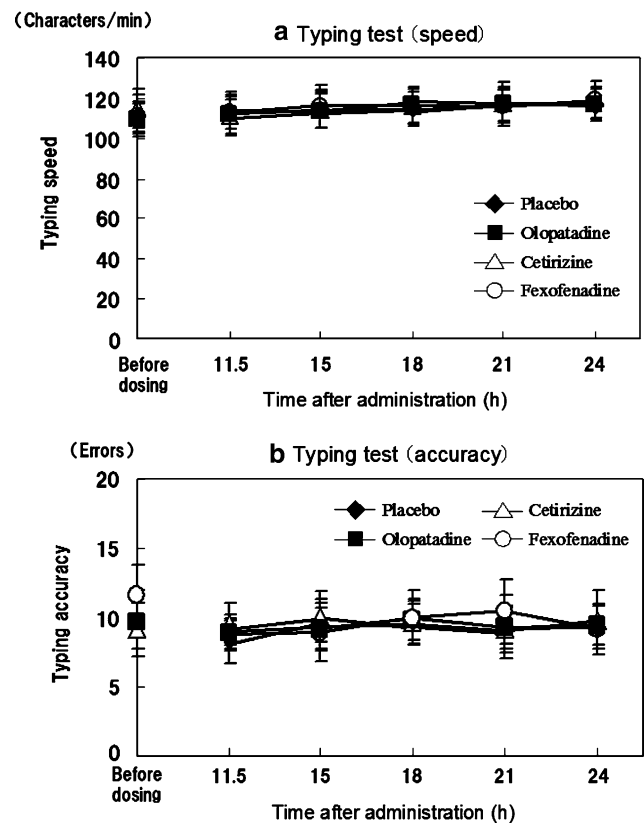 (Characters/min)
a Typing test (speed)
140
120
100
80
60
40
20
0
Typing speed
Placebo
Olopatadine
Cetirizine
Fexofenadine
Before dosing 11.5 15 18 21 24
Time after administration (h)
(Errors)
b Typing test (accuracy)
20
15
10
5
0
Typing accuracy
Placebo Cetirizine
Olopatadine Fexofenadine
Before dosing 11.5 15 18 21 24
Time after administration (h)